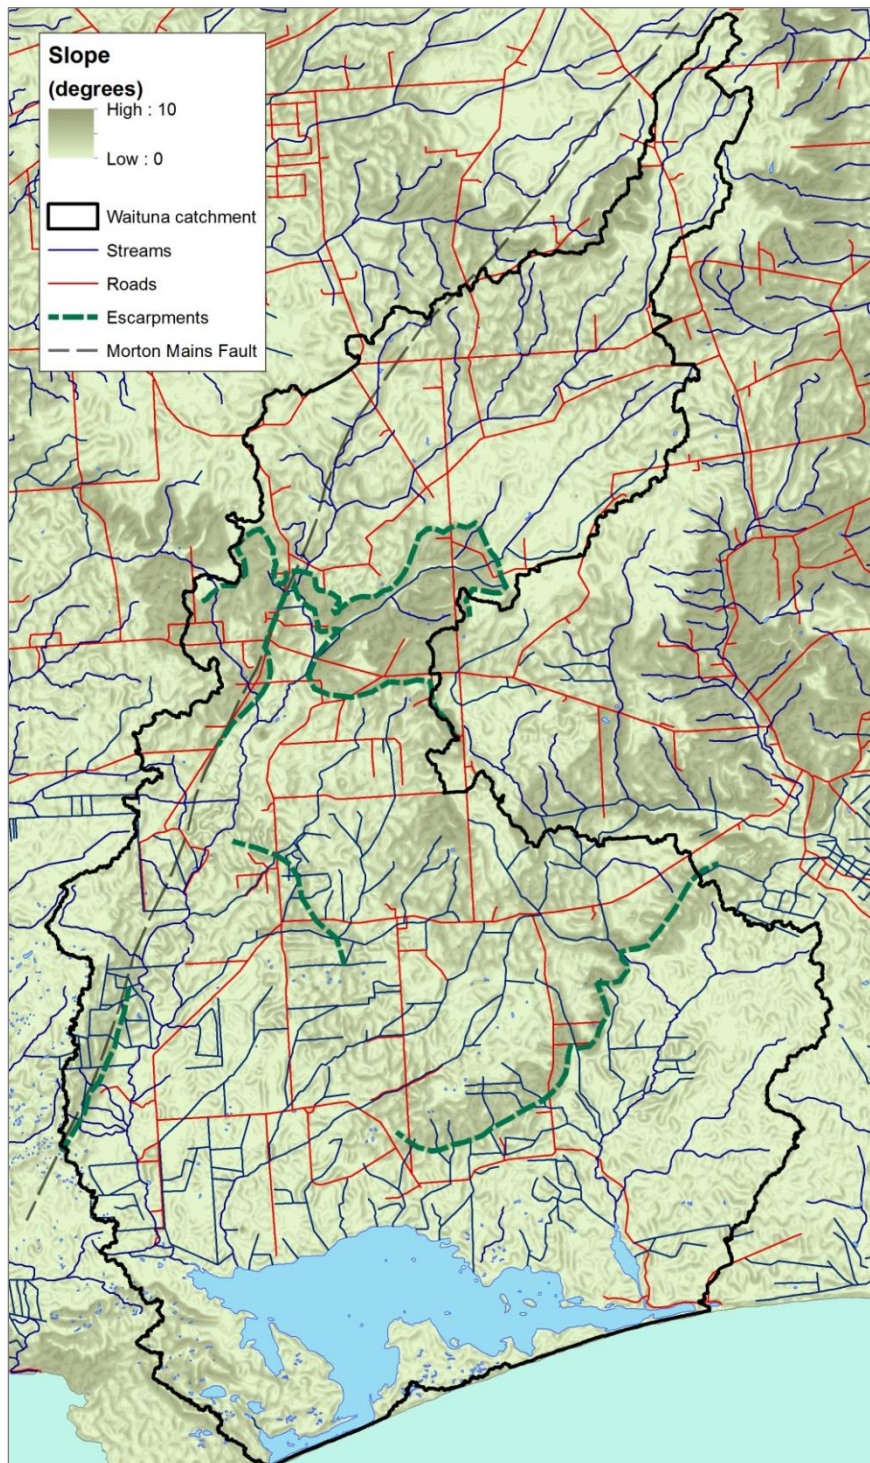 Slope
(degrees)
High : 10
Low : 0
Waituna catchment
Streams
Roads
Escarpments
Morton Mains Fault